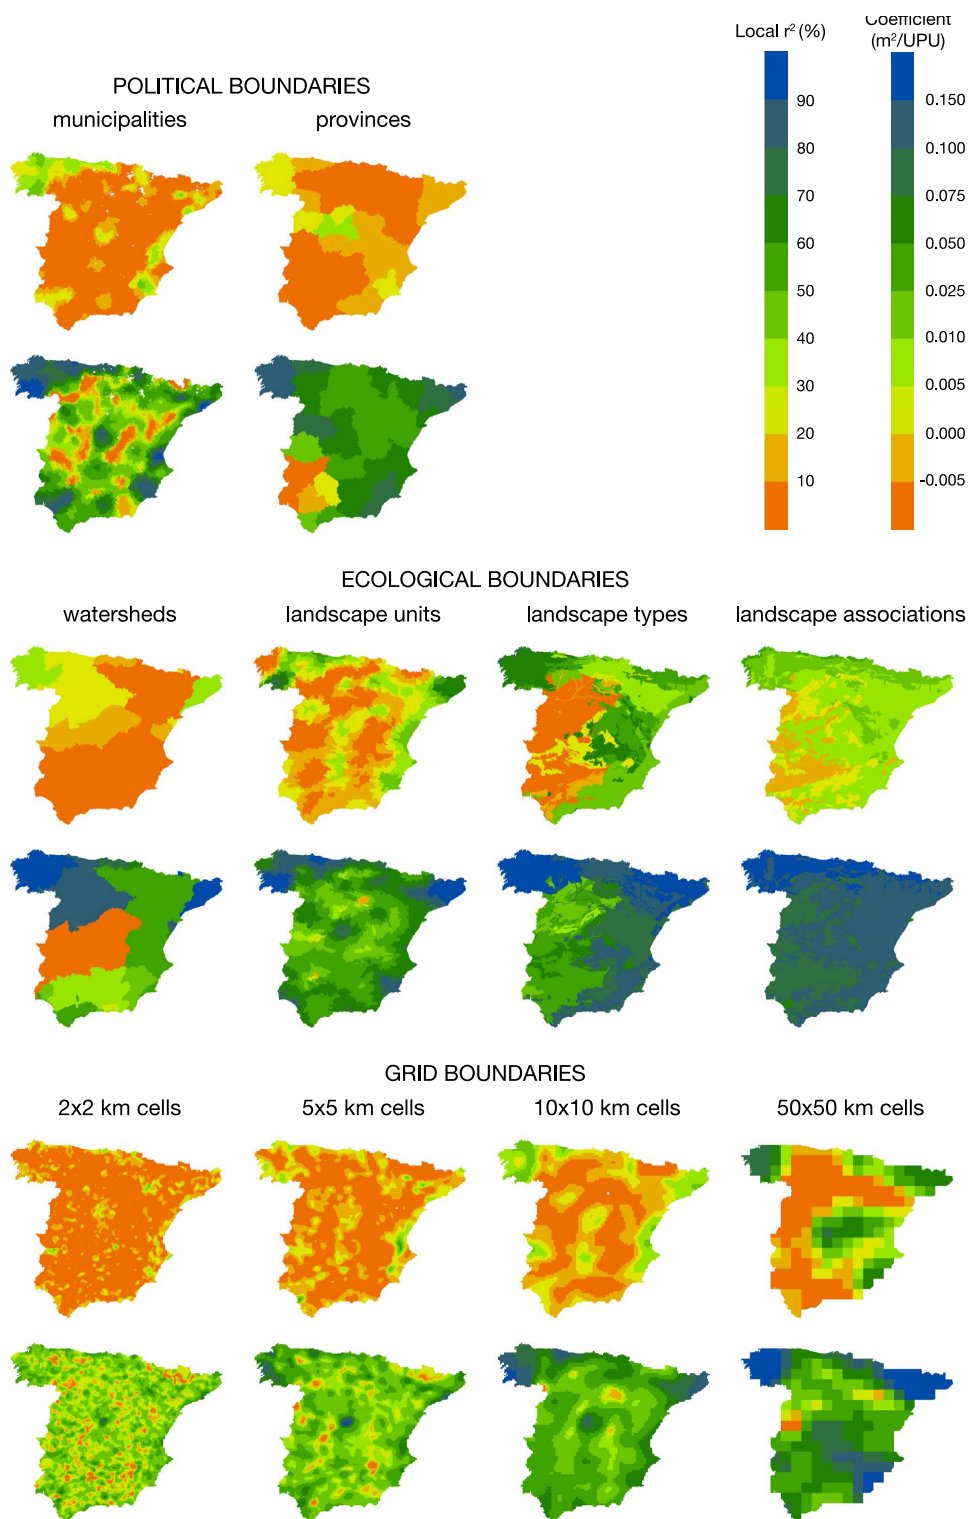 Local r² (%)
Coefficient
(m²/UPU)
90
80
70
60
50
40
30
20
10
0.150
0.100
0.075
0.050
0.025
0.010
0.005
0.000
-0.005
POLITICAL BOUNDARIES
municipalities
provinces
ECOLOGICAL BOUNDARIES
watersheds
landscape units
landscape types
landscape associations
GRID BOUNDARIES
2x2 km cells
5x5 km cells
10x10 km cells
50x50 km cells